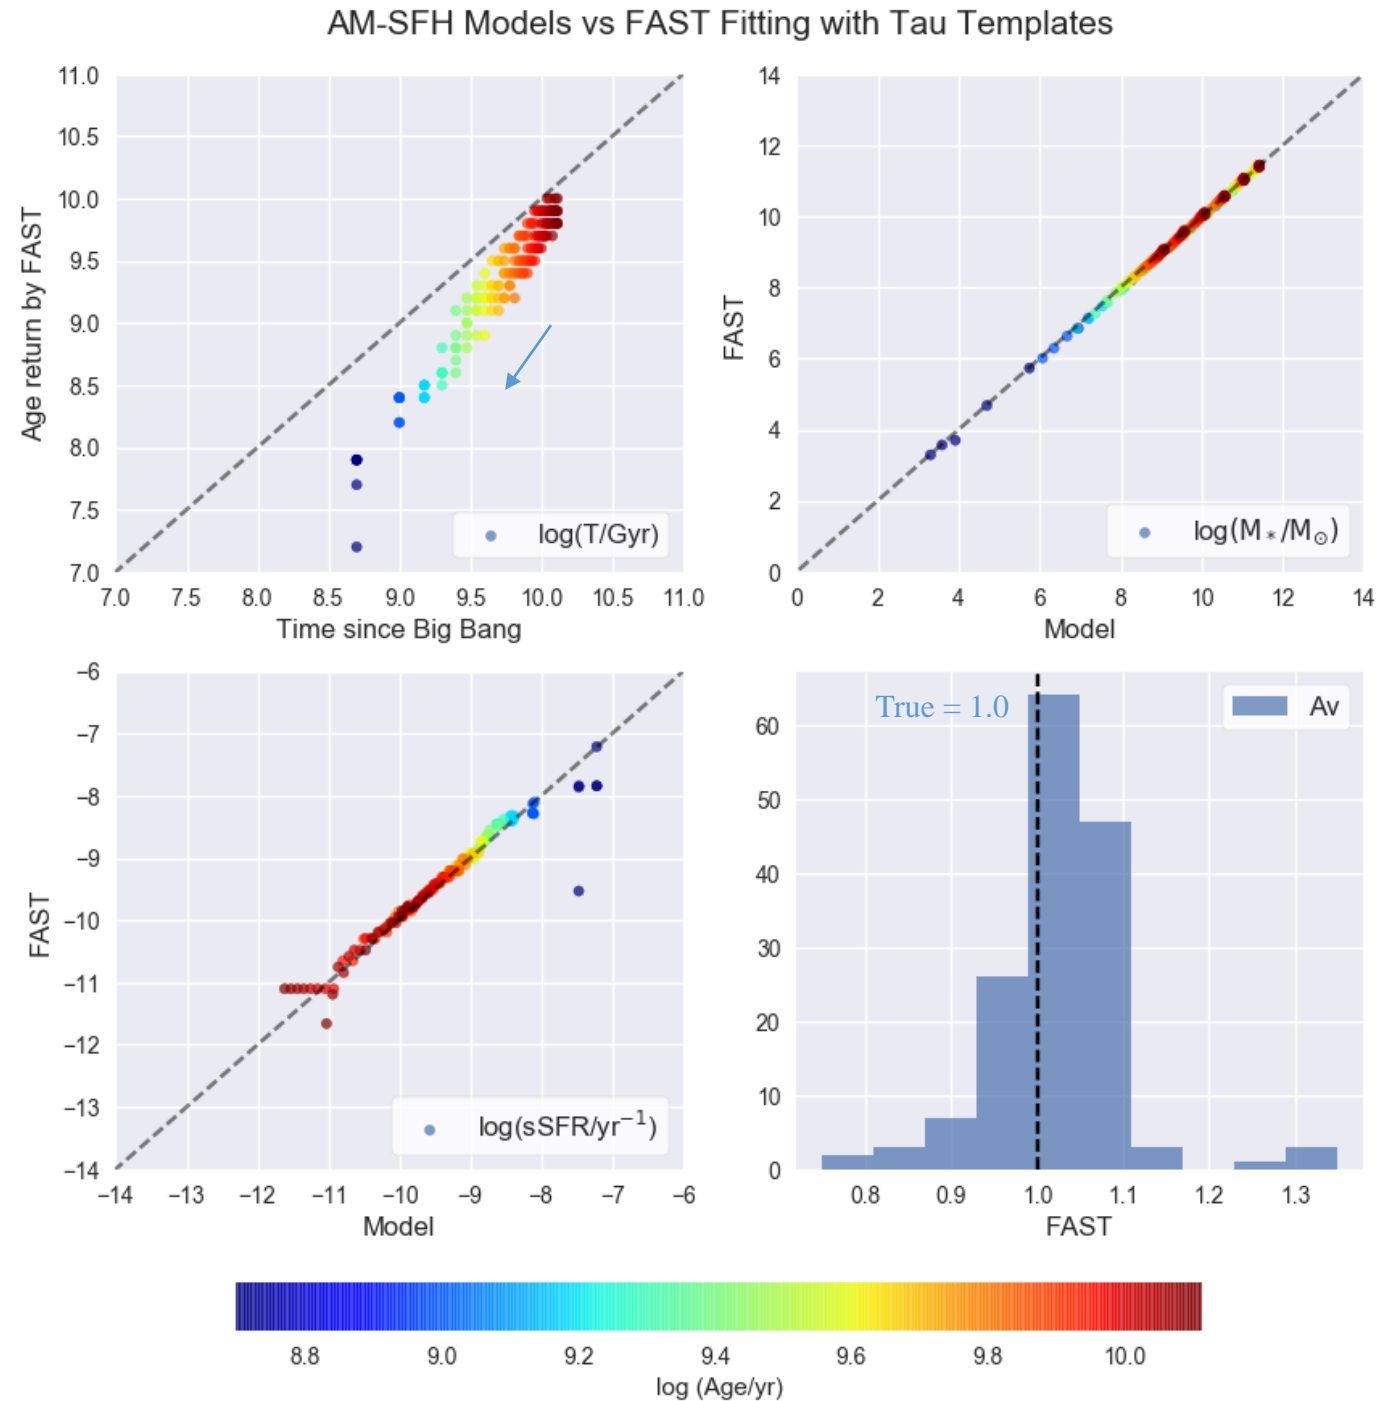 AM-SFH Models vs FAST Fitting with Tau Templates
11.0
10.5
10.0
9.5
9.0
8.5
8.0
7.5
7.0
Age return by FAST
log(T/Gyr)
7.0 7.5 8.0 8.5 9.0 9.5 10.0 10.5 11.0
Time since Big Bang
14
12
10
8
6
4
2
0
FAST
log(M∗/M⊙)
0 2 4 6 8 10 12 14
Model
−6
−7
−8
−9
−10
−11
−12
−13
−14
FAST
log(sSFR/yr⁻¹)
−14 −13 −12 −11 −10 −9 −8 −7 −6
Model
True = 1.0
Av
60
50
40
30
20
10
0
0.8 0.9 1.0 1.1 1.2 1.3
FAST
8.8 9.0 9.2 9.4 9.6 9.8 10.0
log (Age/yr)